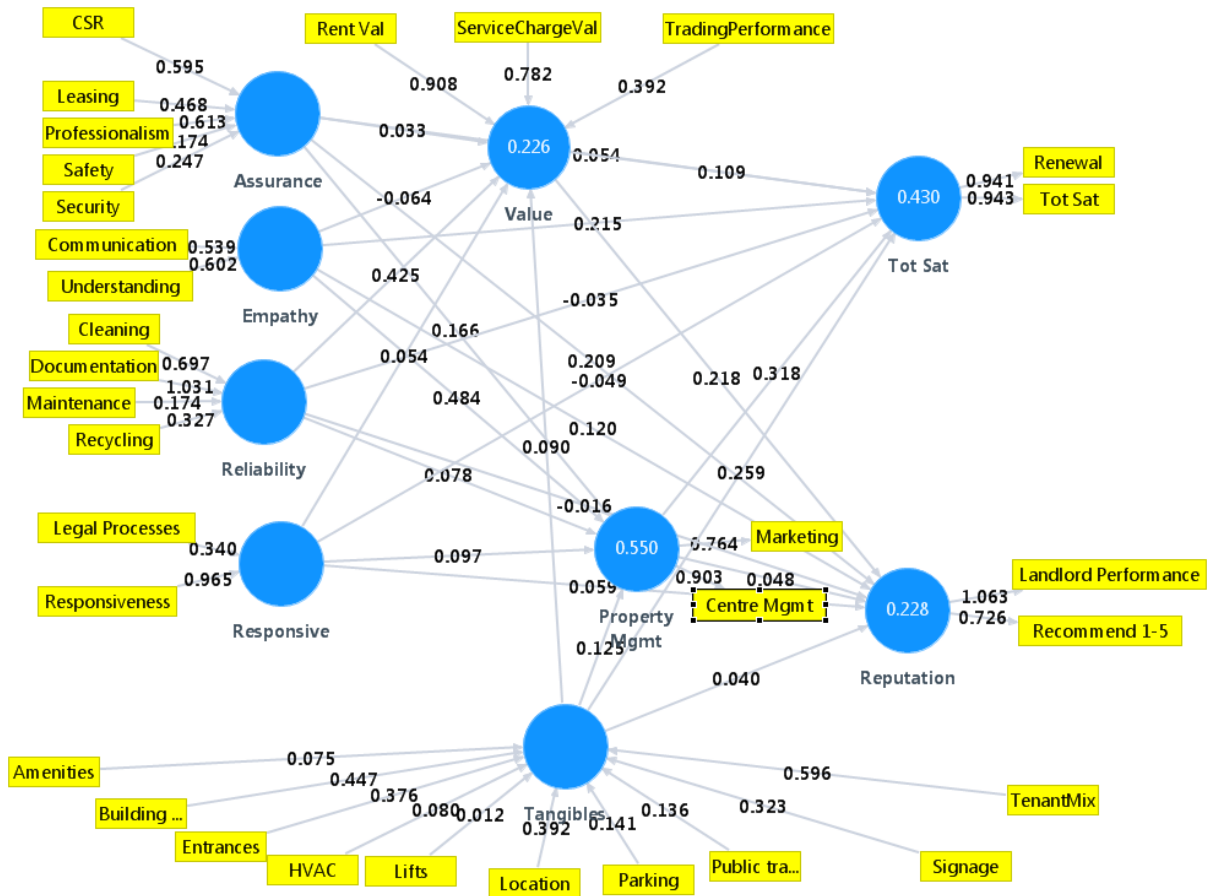 CSR
Rent Val
ServiceChargeVal
TradingPerformance
0.595
0.908
0.782
0.392
Leasing
0.468
Professionalism
0.613
Safety
Security
0.247
0.033
0.226
0.054
0.109
0.430
0.941
Renewal
0.943
Tot Sat
Assurance
-0.064
Value
0.215
Tot Sat
Communication
0.539
Understanding
0.602
Empathy
0.425
-0.035
Cleaning
0.697
Documentation
1.031
Maintenance
0.174
Recycling
0.327
Reliability
0.166
0.054
0.209
-0.049
0.218
0.318
0.484
0.120
0.090
0.259
0.078
-0.016
Legal Processes
0.340
Responsiveness
0.965
Responsive
0.097
0.550
0.764
Marketing
0.059
0.903
0.048
Centre Mgmt
Property
Mgmt
0.228
1.063
Landlord Performance
0.726
Recommend 1-5
Reputation
0.125
0.040
Amenities
0.075
Building ...
0.447
Entrances
0.376
HVAC
0.080
Lifts
0.012
Tangibles
0.392
Location
0.141
Parking
0.136
Public tra...
0.323
Signage
0.596
TenantMix